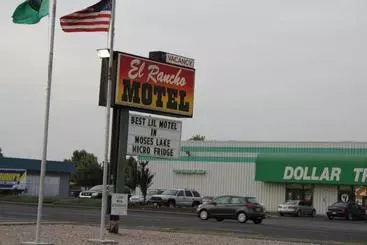 VACANCY
El Rancho
MOTEL
BEST LIL MOTEL
IN
MOSES LAKE
MICRO FRIDGE
DOLLAR TR